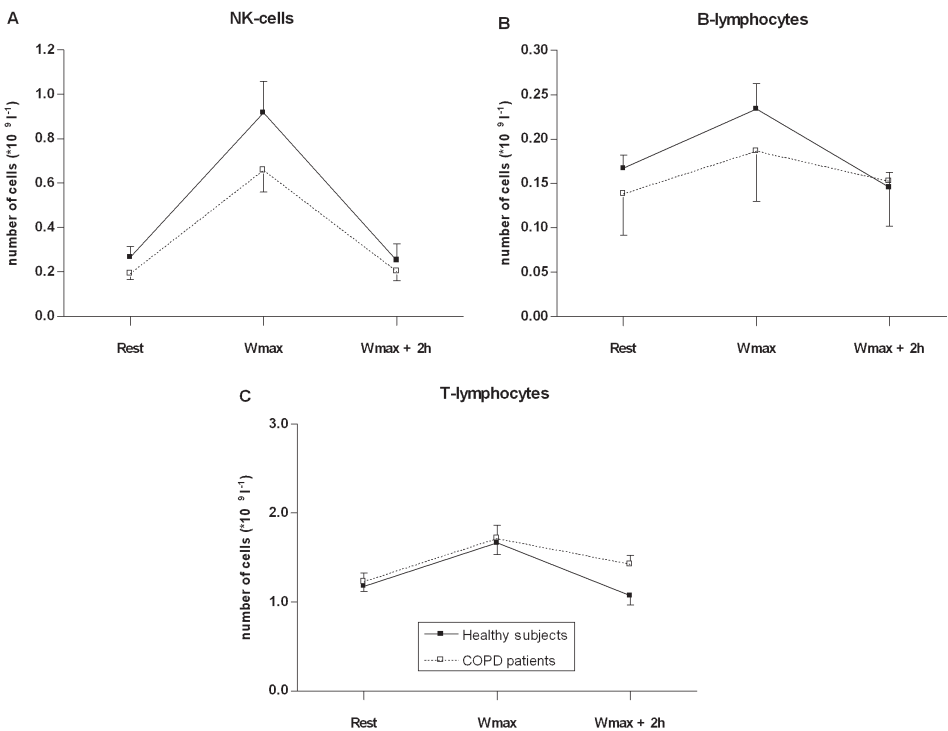 A
NK-cells
number of cells (*10 9 l-1)
1.2
1.0
0.8
0.6
0.4
0.2
0.0
Rest
Wmax
Wmax + 2h
B
B-lymphocytes
number of cells (*10 9 l-1)
0.30
0.25
0.20
0.15
0.10
0.05
0.00
Rest
Wmax
Wmax + 2h
C
T-lymphocytes
number of cells (*10 9 l-1)
3.0
2.0
1.0
0.0
Healthy subjects
COPD patients
Rest
Wmax
Wmax + 2h